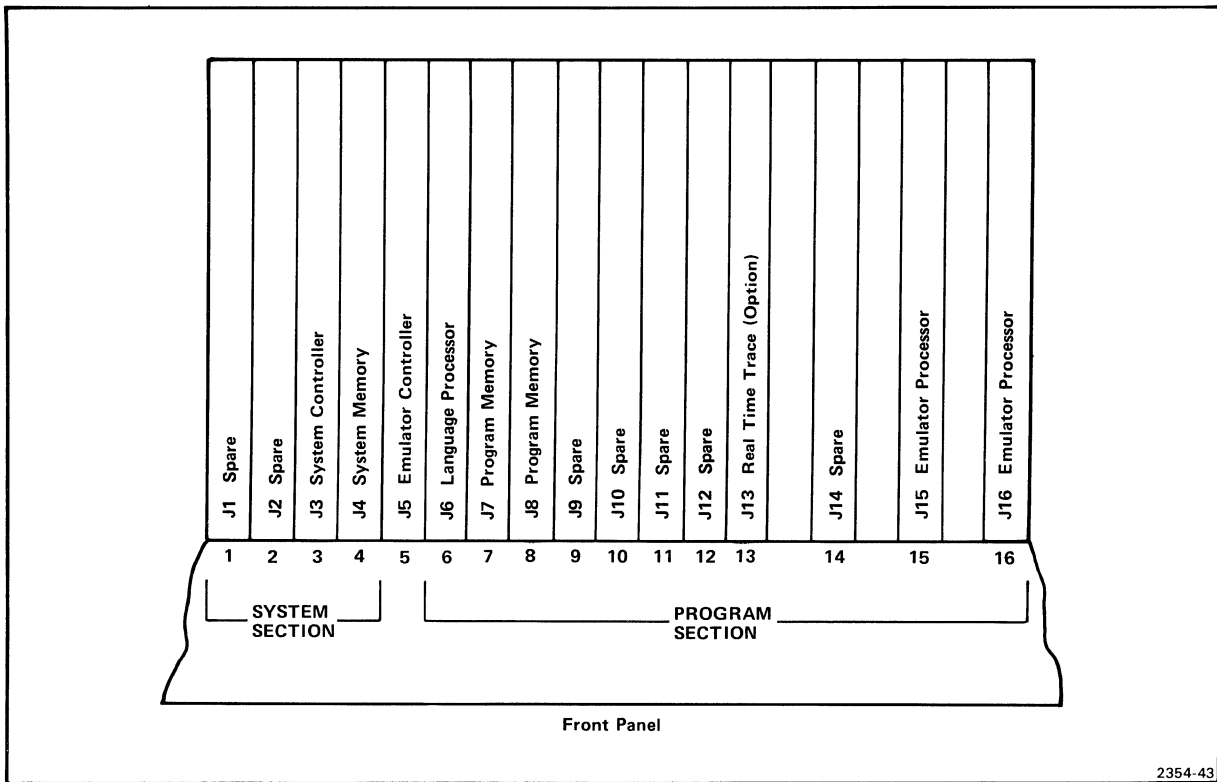 J1 Spare
J2 Spare
J3 System Controller
J4 System Memory
J5 Emulator Controller
J6 Language Processor
J7 Program Memory
J8 Program Memory
J9 Spare
J10 Spare
J11 Spare
J12 Spare
J13 Real Time Trace (Option)
J14 Spare
J15 Emulator Processor
J16 Emulator Processor
1 2 3 4 5 6 7 8 9 10 11 12 13 14 15 16
SYSTEM
SECTION
PROGRAM
SECTION
Front Panel
2354-43